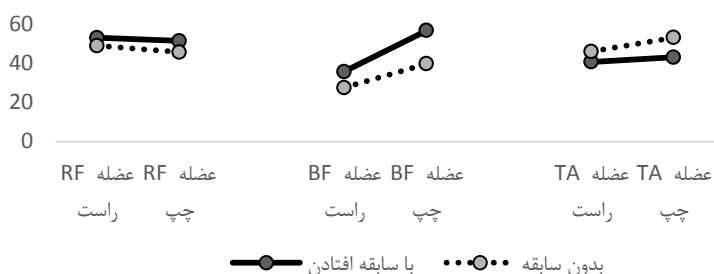 60
40
20
0
عضله RF
راست
عضله RF
چپ
عضله BF
راست
عضله BF
چپ
عضله TA
راست
عضله TA
چپ
با سابقه افتادن
بدون سابقه